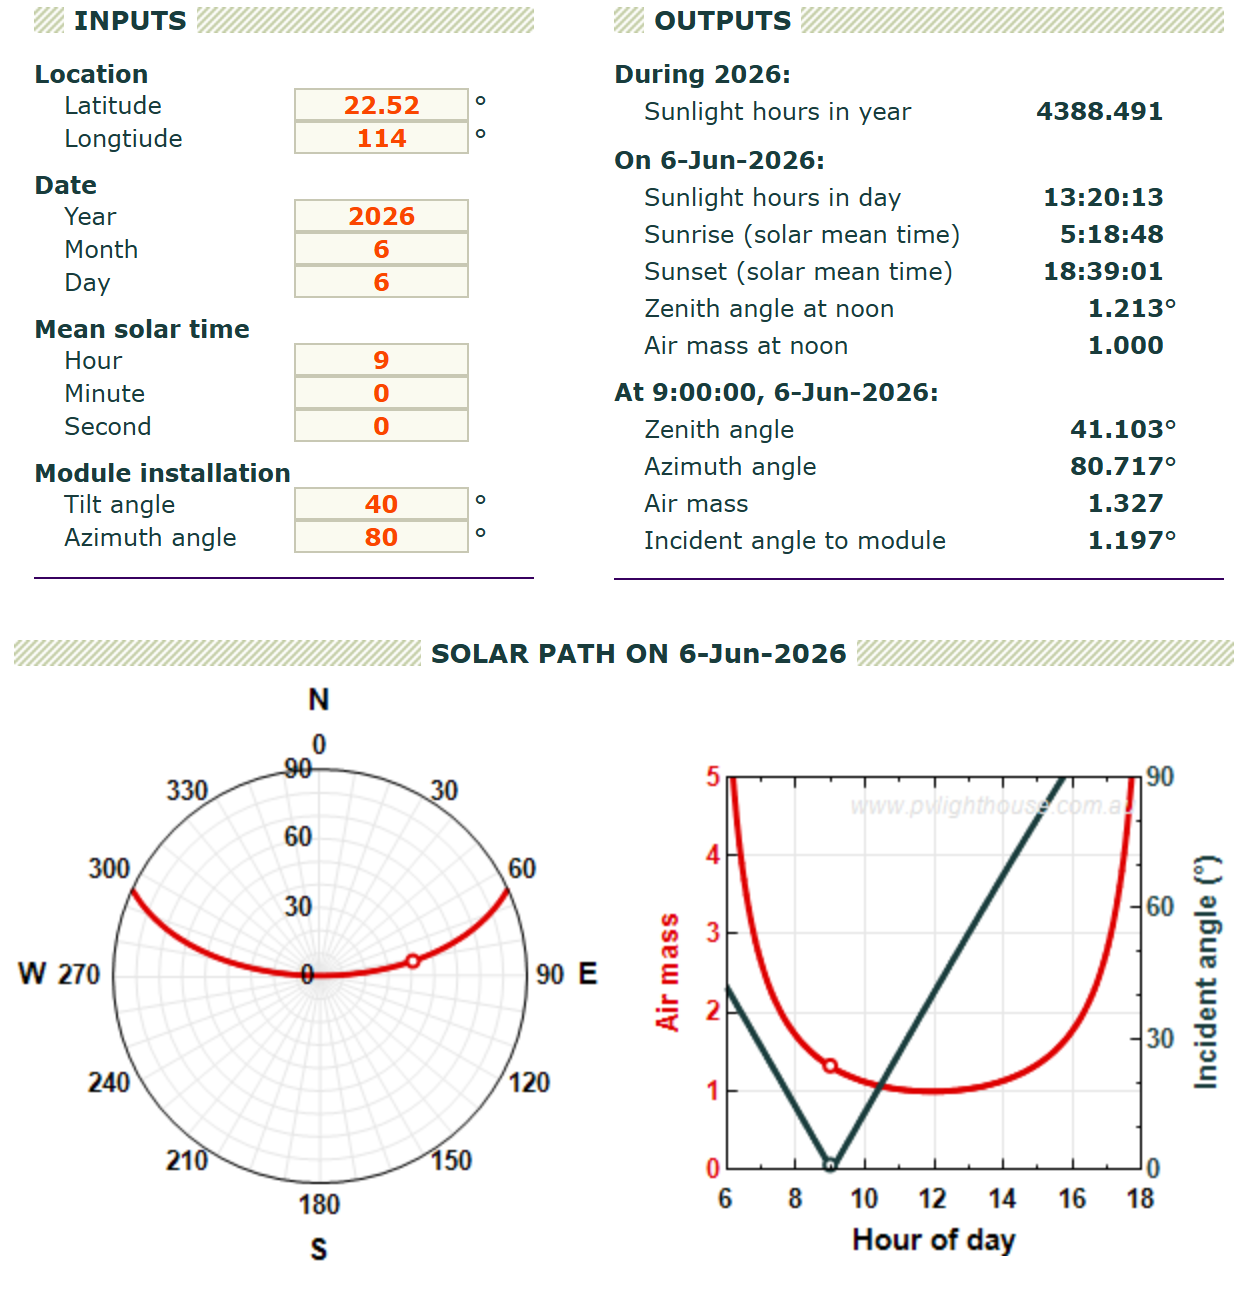 INPUTS
Location
Latitude 22.52 °
Longtiude 114 °
Date
Year 2026
Month 6
Day 6
Mean solar time
Hour 9
Minute 0
Second 0
Module installation
Tilt angle 40 °
Azimuth angle 80 °
OUTPUTS
During 2026:
Sunlight hours in year 4388.491
On 6-Jun-2026:
Sunlight hours in day 13:20:13
Sunrise (solar mean time) 5:18:48
Sunset (solar mean time) 18:39:01
Zenith angle at noon 1.213°
Air mass at noon 1.000
At 9:00:00, 6-Jun-2026:
Zenith angle 41.103°
Azimuth angle 80.717°
Air mass 1.327
Incident angle to module 1.197°
SOLAR PATH ON 6-Jun-2026
N
0
90
330 30
60
300 60
30
W 270 0 90 E
240 120
210 150
180
S
5 90
www.pvlighthouse.com.au
4
60
3
Air mass
Incident angle (°)
2
30
1
0 0
6 8 10 12 14 16 18
Hour of day